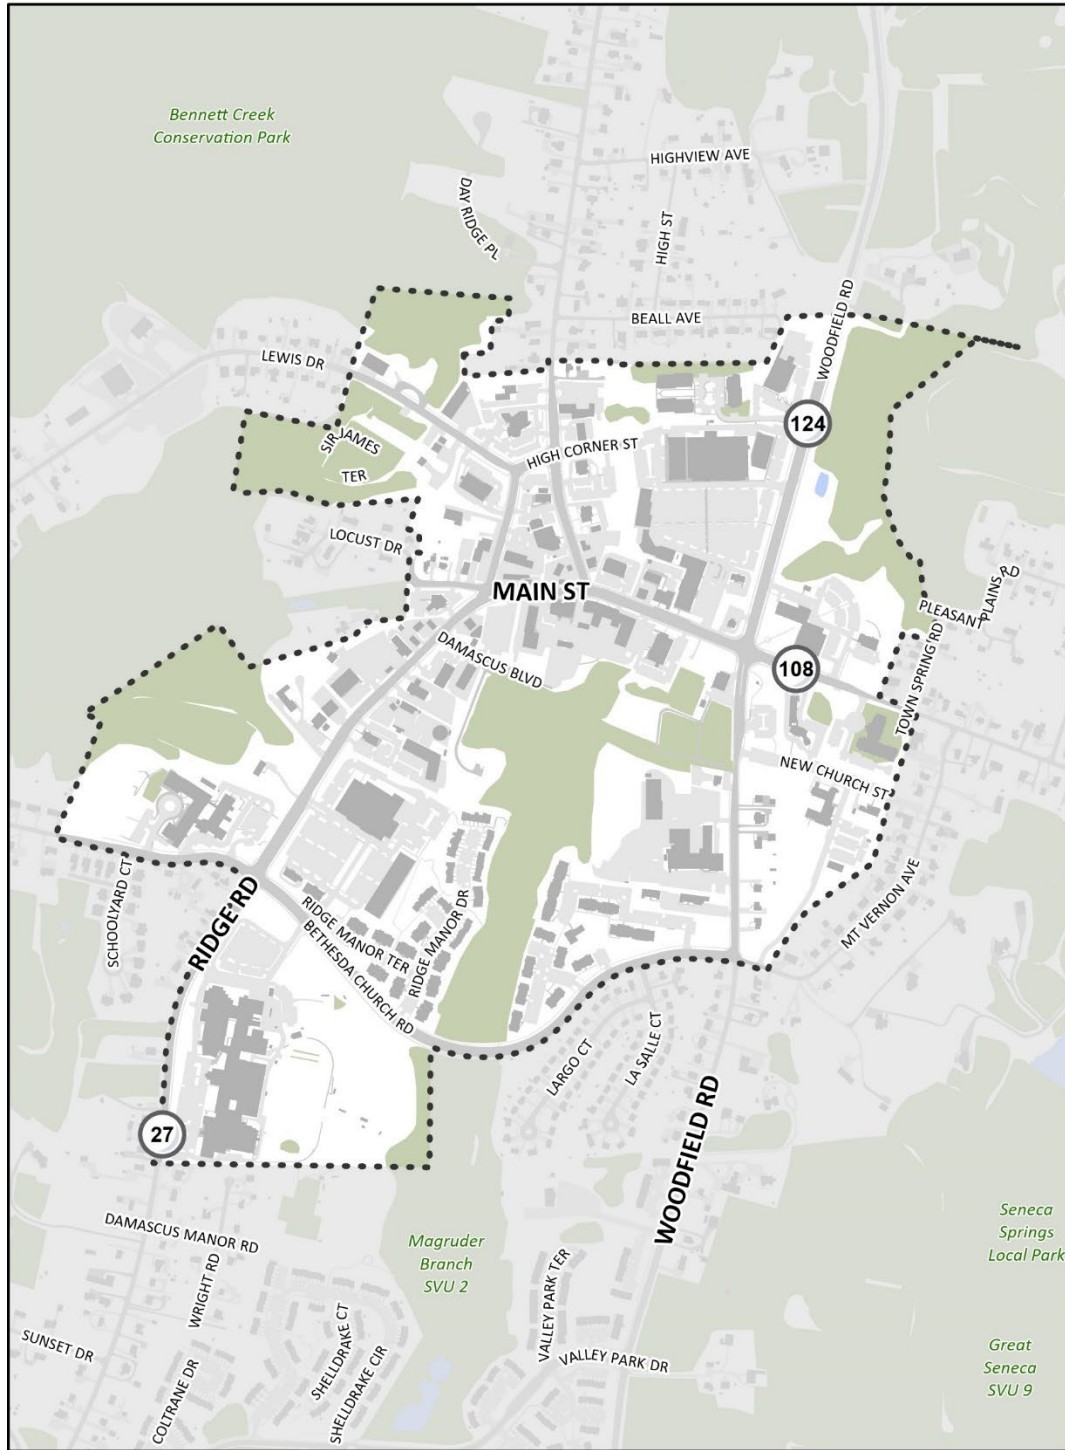 Bennett Creek
Conservation Park
HIGHVIEW AVE
DAY RIDGE PL
HIGH ST
WOODFIELD RD
BEALL AVE
LEWIS DR
124
SIR JAMES
TER
HIGH CORNER ST
LOCUST DR
MAIN ST
PLAINS RD
PLEASANT
DAMASCUS BLVD
108
TOWN SPRING RD
NEW CHURCH ST
SCHOOLYARD CT
RIDGE RD
RIDGE MANOR TER
RIDGE MANOR DR
BETHESDA CHURCH RD
MT VERNON AVE
LARGO CT
LA SALLE CT
27
WOODFIELD RD
DAMASCUS MANOR RD
WRIGHT RD
Magruder
Branch
SVU 2
Seneca
Springs
Local Park
VALLEY PARK TER
SUNSET DR
SHELLDRAKE CT
VALLEY PARK DR
COLTRANE DR
SHELLDRAKE CIR
Great
Seneca
SVU 9